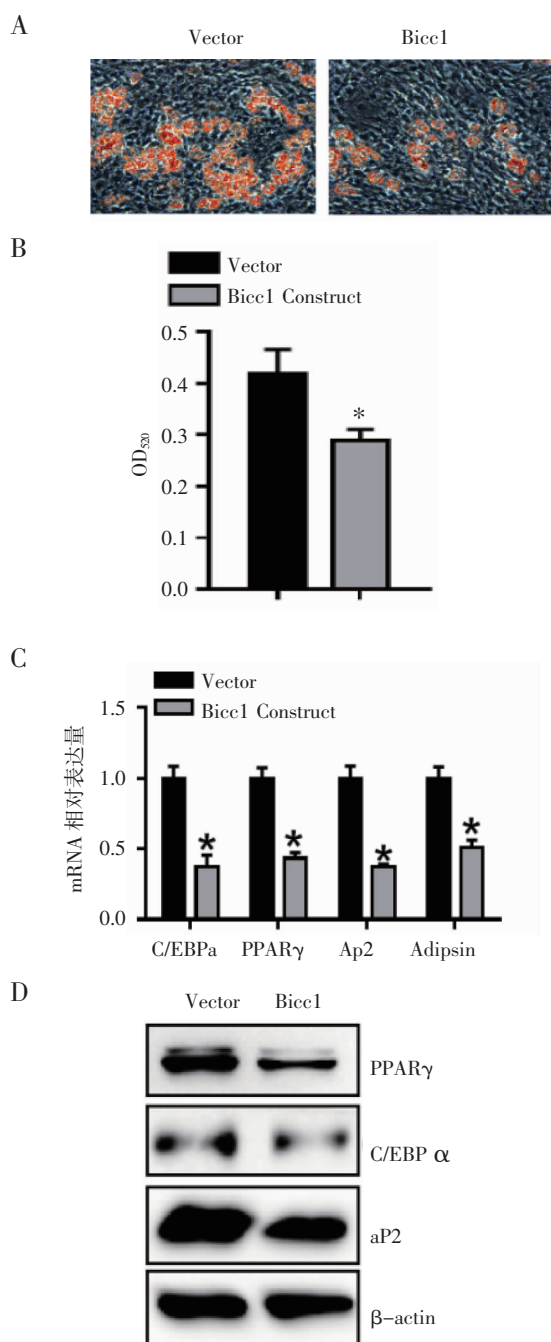 A
Vector Bicc1
B
Vector
Bicc1 Construct
0.5
0.4
0.3
0.2
0.1
0.0
OD520
*
C
Vector
Bicc1 Construct
1.5
1.0
0.5
0.0
mRNA 相对表达量
* * * *
C/EBPa PPARγ Ap2 Adipsin
D
Vector Bicc1
PPARγ
C/EBP α
aP2
β-actin